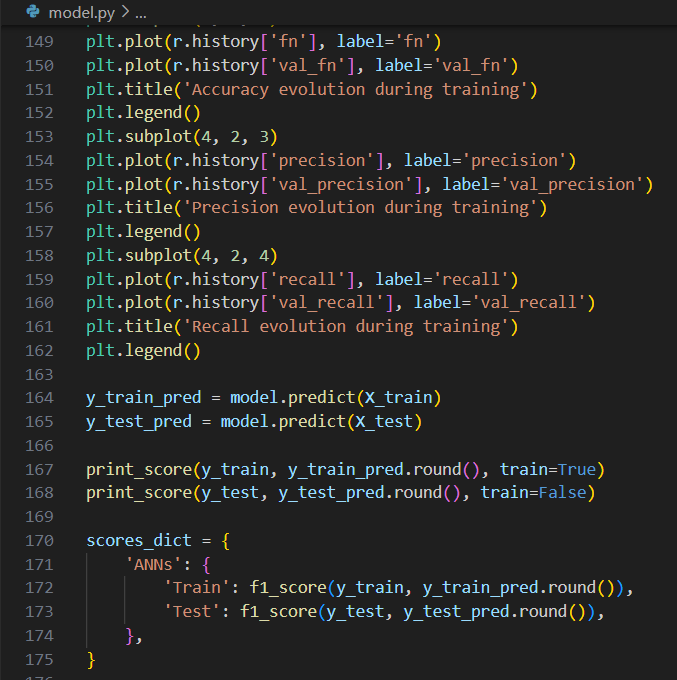 model.py > ...
149 plt.plot(r.history['fn'], label='fn')
150 plt.plot(r.history['val_fn'], label='val_fn')
151 plt.title('Accuracy evolution during training')
152 plt.legend()
153 plt.subplot(4, 2, 3)
154 plt.plot(r.history['precision'], label='precision')
155 plt.plot(r.history['val_precision'], label='val_precision')
156 plt.title('Precision evolution during training')
157 plt.legend()
158 plt.subplot(4, 2, 4)
159 plt.plot(r.history['recall'], label='recall')
160 plt.plot(r.history['val_recall'], label='val_recall')
161 plt.title('Recall evolution during training')
162 plt.legend()
163
164 y_train_pred = model.predict(X_train)
165 y_test_pred = model.predict(X_test)
166
167 print_score(y_train, y_train_pred.round(), train=True)
168 print_score(y_test, y_test_pred.round(), train=False)
169
170 scores_dict = {
171     'ANNs': {
172         'Train': f1_score(y_train, y_train_pred.round()),
173         'Test': f1_score(y_test, y_test_pred.round()),
174     },
175 }